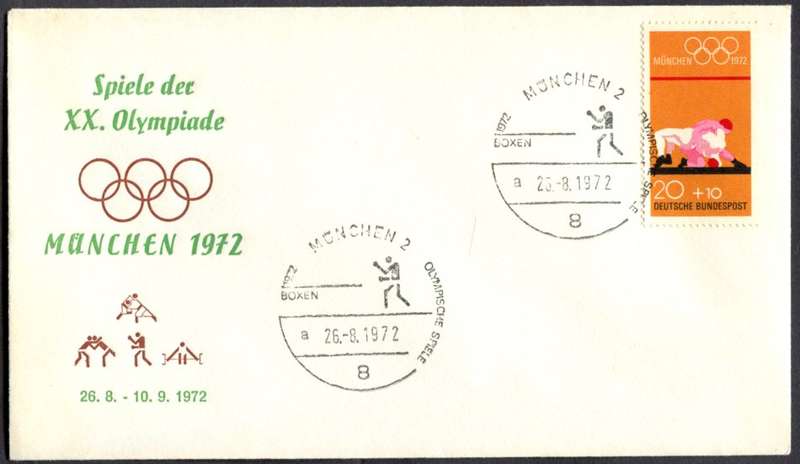 Spiele der
XX. Olympiade
MÜNCHEN 1972
26. 8. - 10. 9. 1972
MÜNCHEN 2
OLYMPISCHE SPIELE
1972
BOXEN
a 26.-8.1972
8
MÜNCHEN 2
OLYMPISCHE SPIELE
1972
BOXEN
a 26.-8.1972
8
MÜNCHEN 1972
20 +10
DEUTSCHE BUNDESPOST